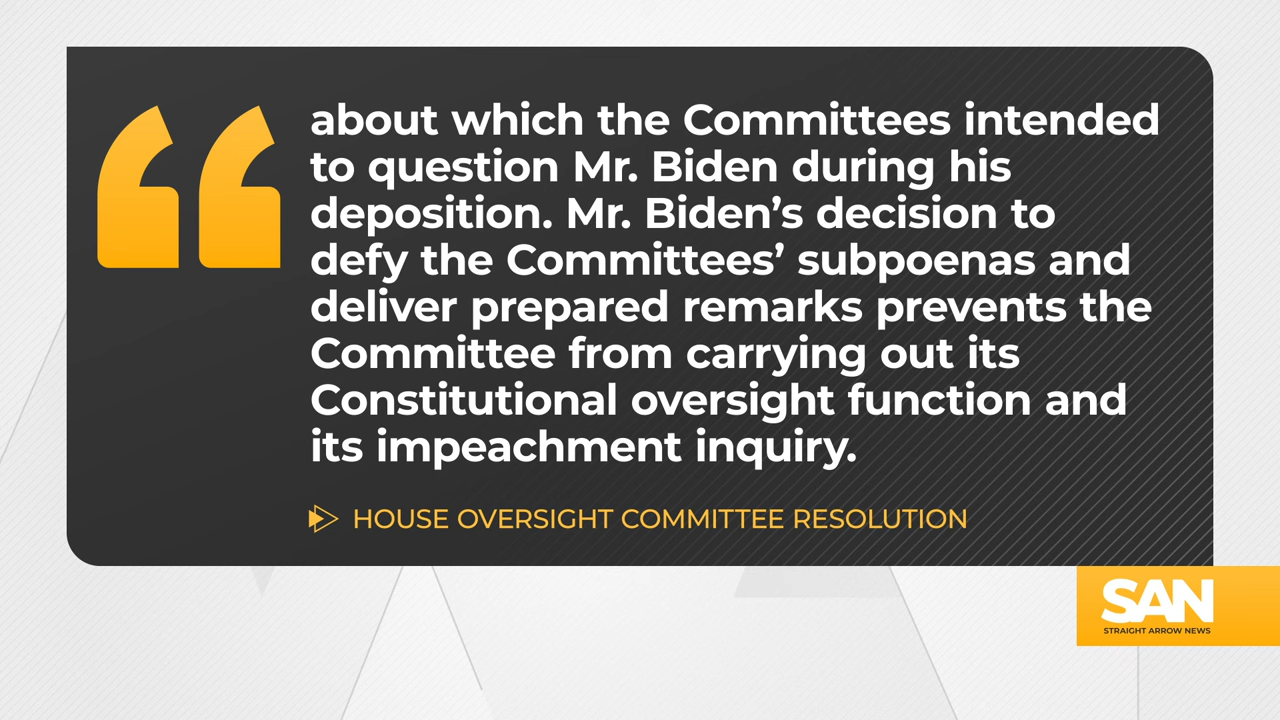 about which the Committees intended
to question Mr. Biden during his
deposition. Mr. Biden’s decision to
defy the Committees’ subpoenas and
deliver prepared remarks prevents the
Committee from carrying out its
Constitutional oversight function and
its impeachment inquiry.
HOUSE OVERSIGHT COMMITTEE RESOLUTION
SAN
STRAIGHT ARROW NEWS